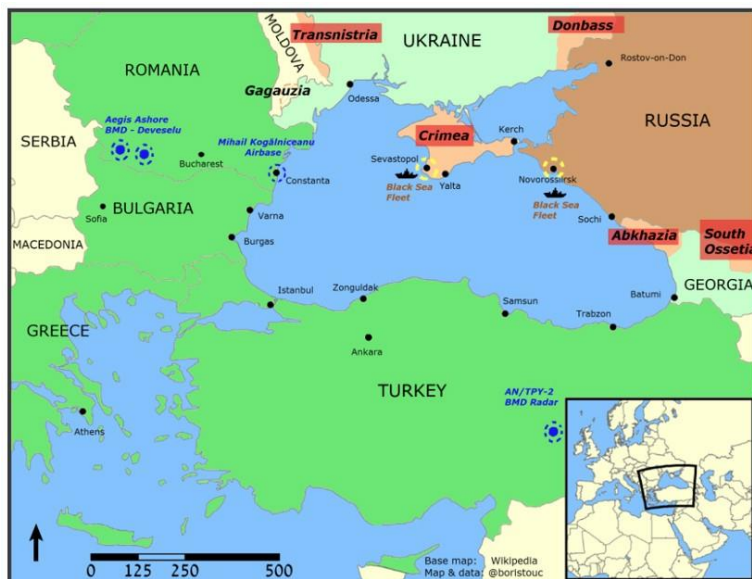 Transnistria
Donbass
MOLDOVA
UKRAINE
ROMANIA
Rostov-on-Don
Gagauzia
Odessa
Aegis Ashore
BMD - Deveselu
Mihail Kogălniceanu
Airbase
RUSSIA
SERBIA
Crimea
Kerch
Bucharest
Sevastopol
Constanta
Yalta
Novorossiirsk
Black Sea
Fleet
Black Sea
Fleet
Sofia
BULGARIA
Varna
Sochi
Abkhazia
South
Ossetia
MACEDONIA
Burgas
GEORGIA
Istanbul
Zonguldak
Samsun
Batumi
Trabzon
GREECE
Ankara
TURKEY
AN/TPY-2
BMD Radar
Athens
0 125 250 500
Base map: Wikipedia
Map & data: @boristouc